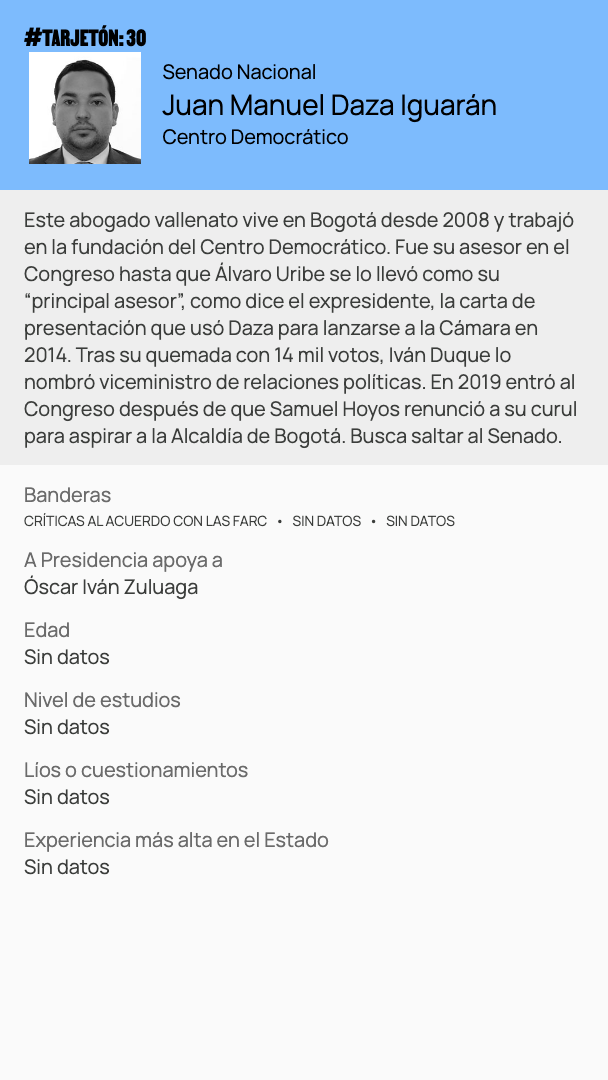 #TARJETÓN: 30
Senado Nacional
Juan Manuel Daza Iguarán
Centro Democrático
Este abogado vallenato vive en Bogotá desde 2008 y trabajó
en la fundación del Centro Democrático. Fue su asesor en el
Congreso hasta que Álvaro Uribe se lo llevó como su
“principal asesor”, como dice el expresidente, la carta de
presentación que usó Daza para lanzarse a la Cámara en
2014. Tras su quemada con 14 mil votos, Iván Duque lo
nombró viceministro de relaciones políticas. En 2019 entró al
Congreso después de que Samuel Hoyos renunció a su curul
para aspirar a la Alcaldía de Bogotá. Busca saltar al Senado.
Banderas
CRÍTICAS AL ACUERDO CON LAS FARC • SIN DATOS • SIN DATOS
A Presidencia apoya a
Óscar Iván Zuluaga
Edad
Sin datos
Nivel de estudios
Sin datos
Líos o cuestionamientos
Sin datos
Experiencia más alta en el Estado
Sin datos